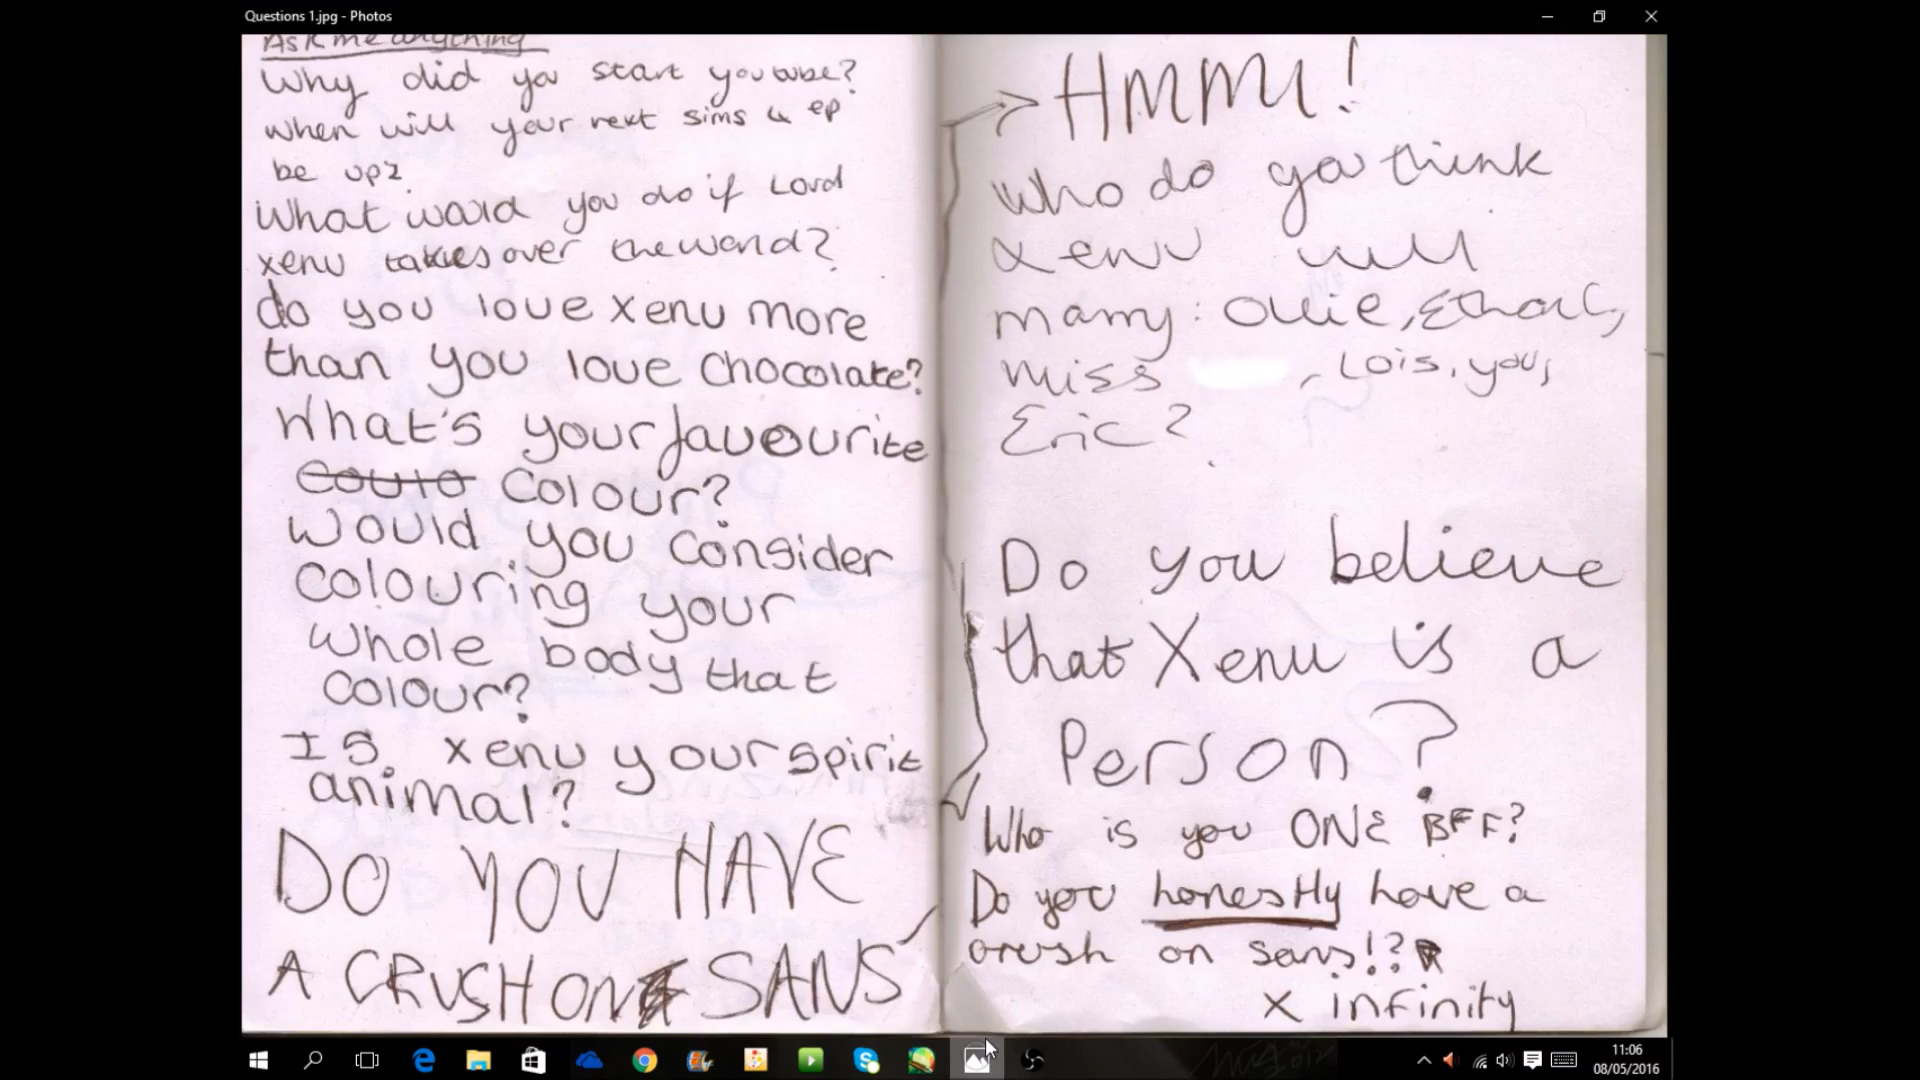 Questions 1.jpg - Photos
Ask me anything
Why did you start youtube?
When will your next sims 4 ep
be up?
What would you do if Lord
xenu takes over the world?
do you love xenu more
than you love chocolate?
What's your favourite
colour?
Would you consider
colouring your
whole body that
colour?
IS xenu your spirit
animal?
DO YOU HAVE
A CRUSH ON SANS
HMMM!
Who do you think
Xenu will
marry: Ollie, Ethan C,
Miss , Lois, you,
Eric?
Do you believe
that Xenu is a
Person?
Who is you ONE BFF?
Do you honestly have a
crush on sans!?
x infinity
11:06
08/05/2016